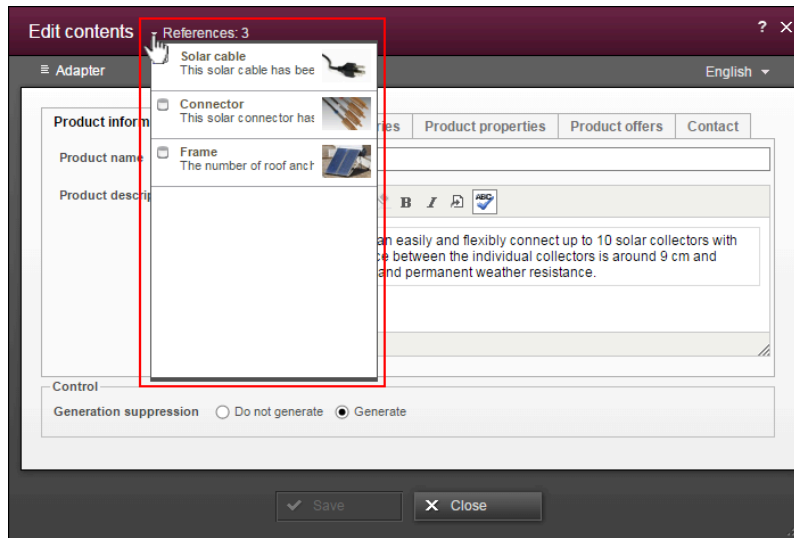 Edit contents
References: 3
?
Adapter
English
Solar cable
This solar cable has bee
Connector
This solar connector has
Frame
The number of roof anch
Product inform
ries
Product properties
Product offers
Contact
Product name
Product descrip
B I ABC
an easily and flexibly connect up to 10 solar collectors with
ce between the individual collectors is around 9 cm and
and permanent weather resistance.
Control
Generation suppression Do not generate Generate
Save
X Close